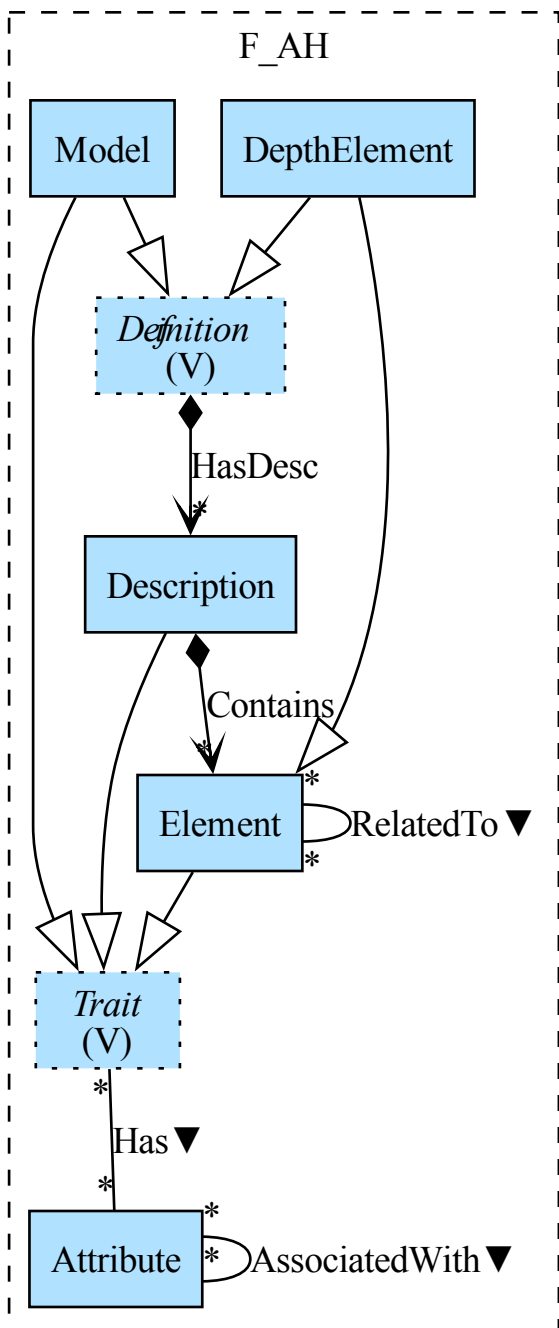 F_AH
Model
DepthElement
Definition
(V)
HasDesc
*
Description
Contains
*
*
Element
RelatedTo ▼
*
Trait
(V)
*
Has ▼
*
*
Attribute
*
AssociatedWith ▼